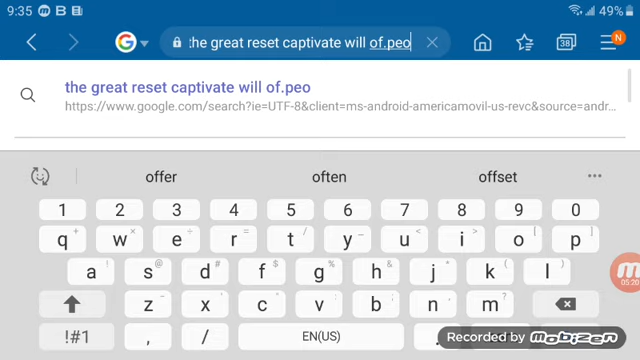 9:35 49%
the great reset captivate will of.peo 38 N
the great reset captivate will of.peo
https://www.google.com/search?ie=UTF-8&client=ms-android-americamovil-us-revc&source=andr...
offer often offset
1 2 3 4 5 6 7 8 9 0
q w e r t y u i o p
a s d f g h j k l
z x c v b n m
05:20
!#1 , / EN(US) .
Recorded by mobizen